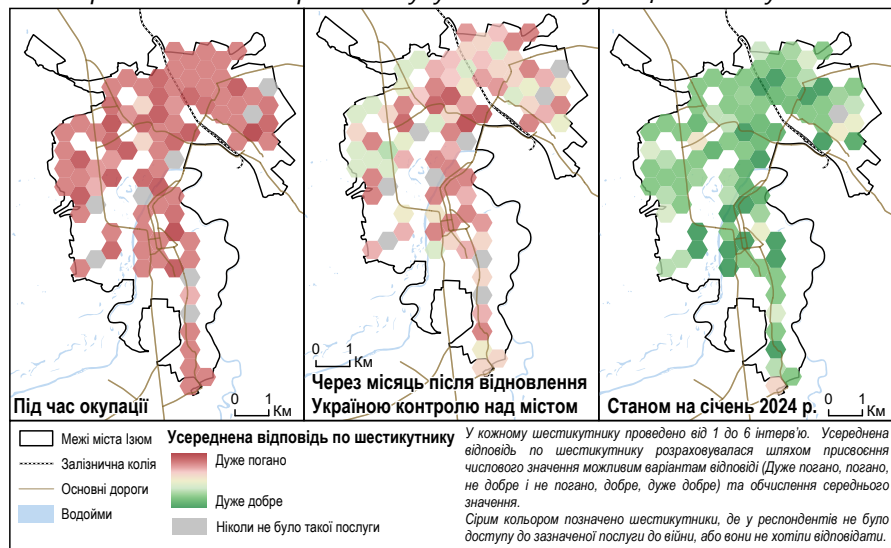 0 1
Км
Під час окупації
0 1
Км
Через місяць після відновлення
Україною контролю над містом
0 1
Км
Станом на січень 2024 р.
Межі міста Ізюм
Залізнична колія
Основні дороги
Водойми
Усереднена відповідь по шестикутнику
Дуже погано
Дуже добре
Ніколи не було такої послуги
У кожному шестикутнику проведено від 1 до 6 інтерв'ю. Усереднена
відповідь по шестикутнику розраховувалася шляхом присвоєння
числового значення можливим варіантам відповіді (Дуже погано, погано,
не добре і не погано, добре, дуже добре) та обчислення середнього
значення.
Сірим кольором позначено шестикутники, де у респондентів не було
доступу до зазначеної послуги до війни, або вони не хотіли відповідати.